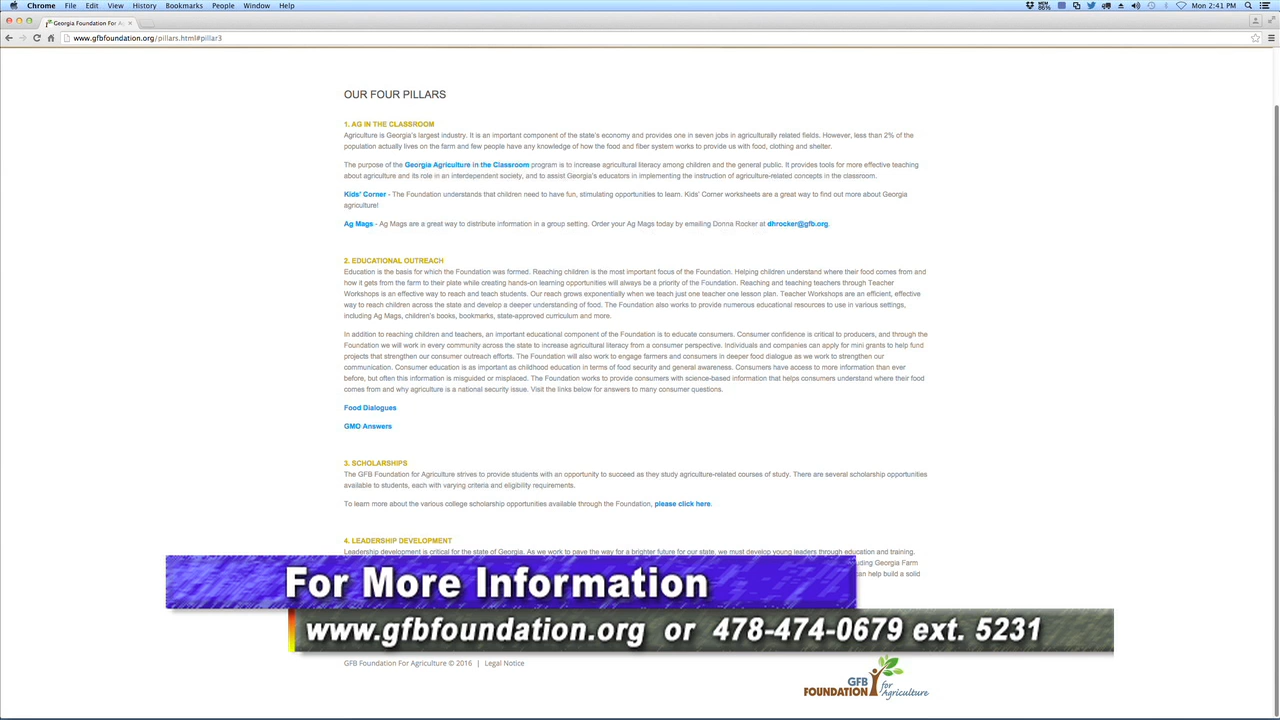 Chrome File Edit View History Bookmarks People Window Help
86% Mon 2:41 PM
Georgia Foundation For Ag
www.gfbfoundation.org/pillars.html#pillar3
OUR FOUR PILLARS
1. AG IN THE CLASSROOM
Agriculture is Georgia's largest industry. It is an important component of the state's economy and provides one in seven jobs in agriculturally related fields. However, less than 2% of the
population actually lives on the farm and few people have any knowledge of how the food and fiber system works to provide us with food, clothing and shelter.
The purpose of the Georgia Agriculture in the Classroom program is to increase agricultural literacy among children and the general public. It provides tools for more effective teaching
about agriculture and its role in an interdependent society, and to assist Georgia's educators in implementing the instruction of agriculture-related concepts in the classroom.
Kids' Corner - The Foundation understands that children need to have fun, stimulating opportunities to learn. Kids' Corner worksheets are a great way to find out more about Georgia
agriculture!
Ag Mags - Ag Mags are a great way to distribute information in a group setting. Order your Ag Mags today by emailing Donna Rocker at dhrocker@gfb.org.
2. EDUCATIONAL OUTREACH
Education is the basis for which the Foundation was formed. Reaching children is the most important focus of the Foundation. Helping children understand where their food comes from and
how it gets from the farm to their plate while creating hands-on learning opportunities will always be a priority of the Foundation. Reaching and teaching teachers through Teacher
Workshops is an effective way to reach and teach students. Our reach grows exponentially when we teach just one teacher one lesson plan. Teacher Workshops are an efficient, effective
way to reach children across the state and develop a deeper understanding of food. The Foundation also works to provide numerous educational resources to use in various settings,
including Ag Mags, children's books, bookmarks, state-approved curriculum and more.
In addition to reaching children and teachers, an important educational component of the Foundation is to educate consumers. Consumer confidence is critical to producers, and through the
Foundation we will work in every community across the state to increase agricultural literacy from a consumer perspective. Individuals and companies can apply for mini grants to help fund
projects that strengthen our consumer outreach efforts. The Foundation will also work to engage farmers and consumers in deeper food dialogue as we work to strengthen our
communication. Consumer education is as important as childhood education in terms of food security and general awareness. Consumers have access to more information than ever
before, but often this information is misguided or misplaced. The Foundation works to provide consumers with science-based information that helps consumers understand where their food
comes from and why agriculture is a national security issue. Visit the links below for answers to many consumer questions.
Food Dialogues
GMO Answers
3. SCHOLARSHIPS
The GFB Foundation for Agriculture strives to provide students with an opportunity to succeed as they study agriculture-related courses of study. There are several scholarship opportunities
available to students, each with varying criteria and eligibility requirements.
To learn more about the various college scholarship opportunities available through the Foundation, please click here.
4. LEADERSHIP DEVELOPMENT
Leadership development is critical for the state of Georgia. As we work to pave the way for a brighter future for our state, we must develop young leaders through education and training.
Georgia Farm
can help build a solid
For More Information
www.gfbfoundation.org or 478-474-0679 ext. 5231
GFB Foundation For Agriculture © 2016 | Legal Notice
GFB
FOUNDATION for Agriculture